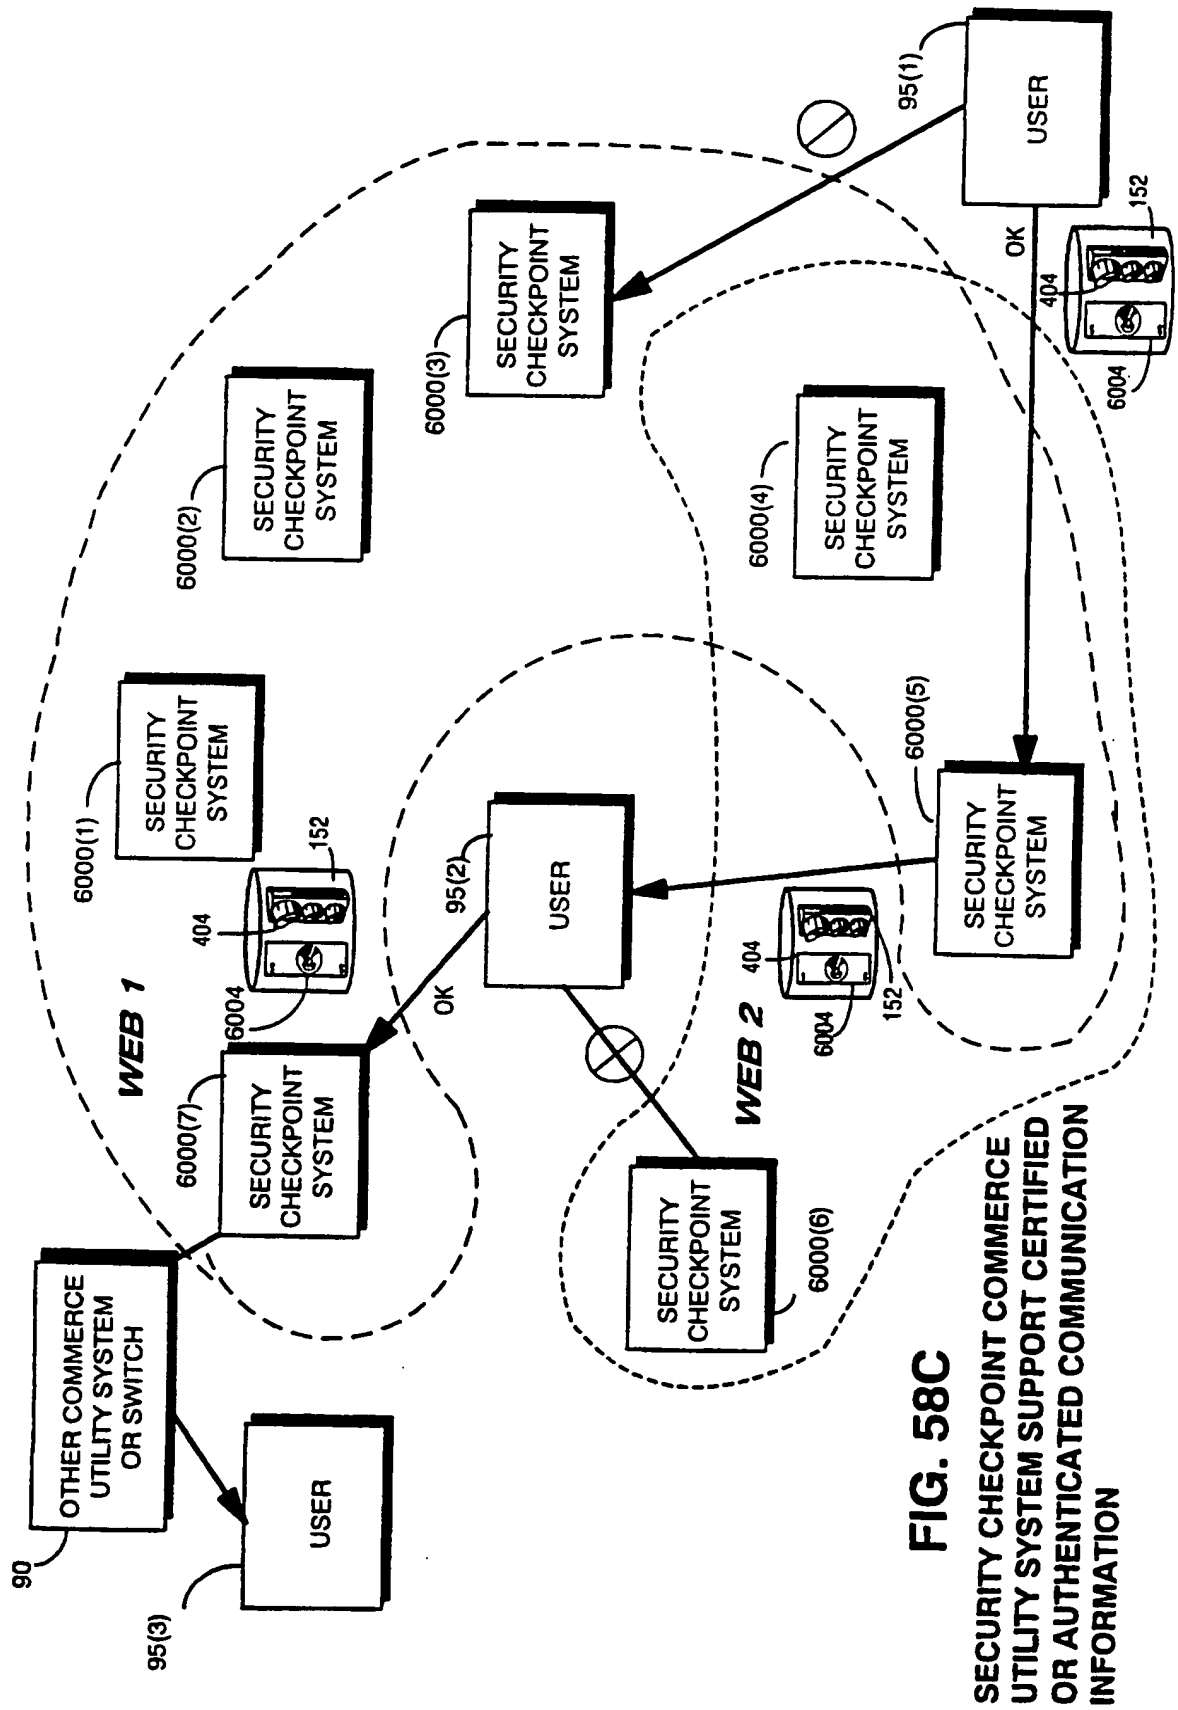 90
OTHER COMMERCE
UTILITY SYSTEM
OR SWITCH
95(3)
USER
WEB 1
6000(7)
SECURITY
CHECKPOINT
SYSTEM
6004
404
152
6000(1)
SECURITY
CHECKPOINT
SYSTEM
6000(2)
SECURITY
CHECKPOINT
SYSTEM
6000(3)
SECURITY
CHECKPOINT
SYSTEM
OK
95(2)
USER
6000(6)
SECURITY
CHECKPOINT
SYSTEM
WEB 2
404
6004
152
6000(4)
SECURITY
CHECKPOINT
SYSTEM
6000(5)
SECURITY
CHECKPOINT
SYSTEM
95(1)
USER
OK
404
152
6004
FIG. 58C
SECURITY CHECKPOINT COMMERCE
UTILITY SYSTEM SUPPORT CERTIFIED
OR AUTHENTICATED COMMUNICATION
INFORMATION